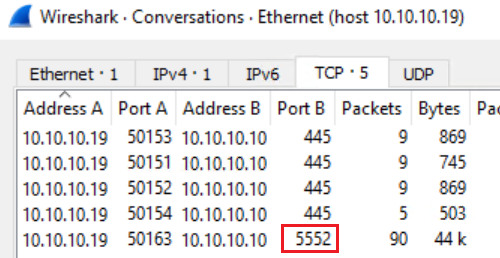 Wireshark · Conversations · Ethernet (host 10.10.10.19)
Ethernet · 1 IPv4 · 1 IPv6 TCP · 5 UDP
Address A Port A Address B Port B Packets Bytes
10.10.10.19 50153 10.10.10.10 445 9 869
10.10.10.19 50151 10.10.10.10 445 9 745
10.10.10.19 50152 10.10.10.10 445 9 869
10.10.10.19 50154 10.10.10.10 445 5 503
10.10.10.19 50163 10.10.10.10 5552 90 44 k